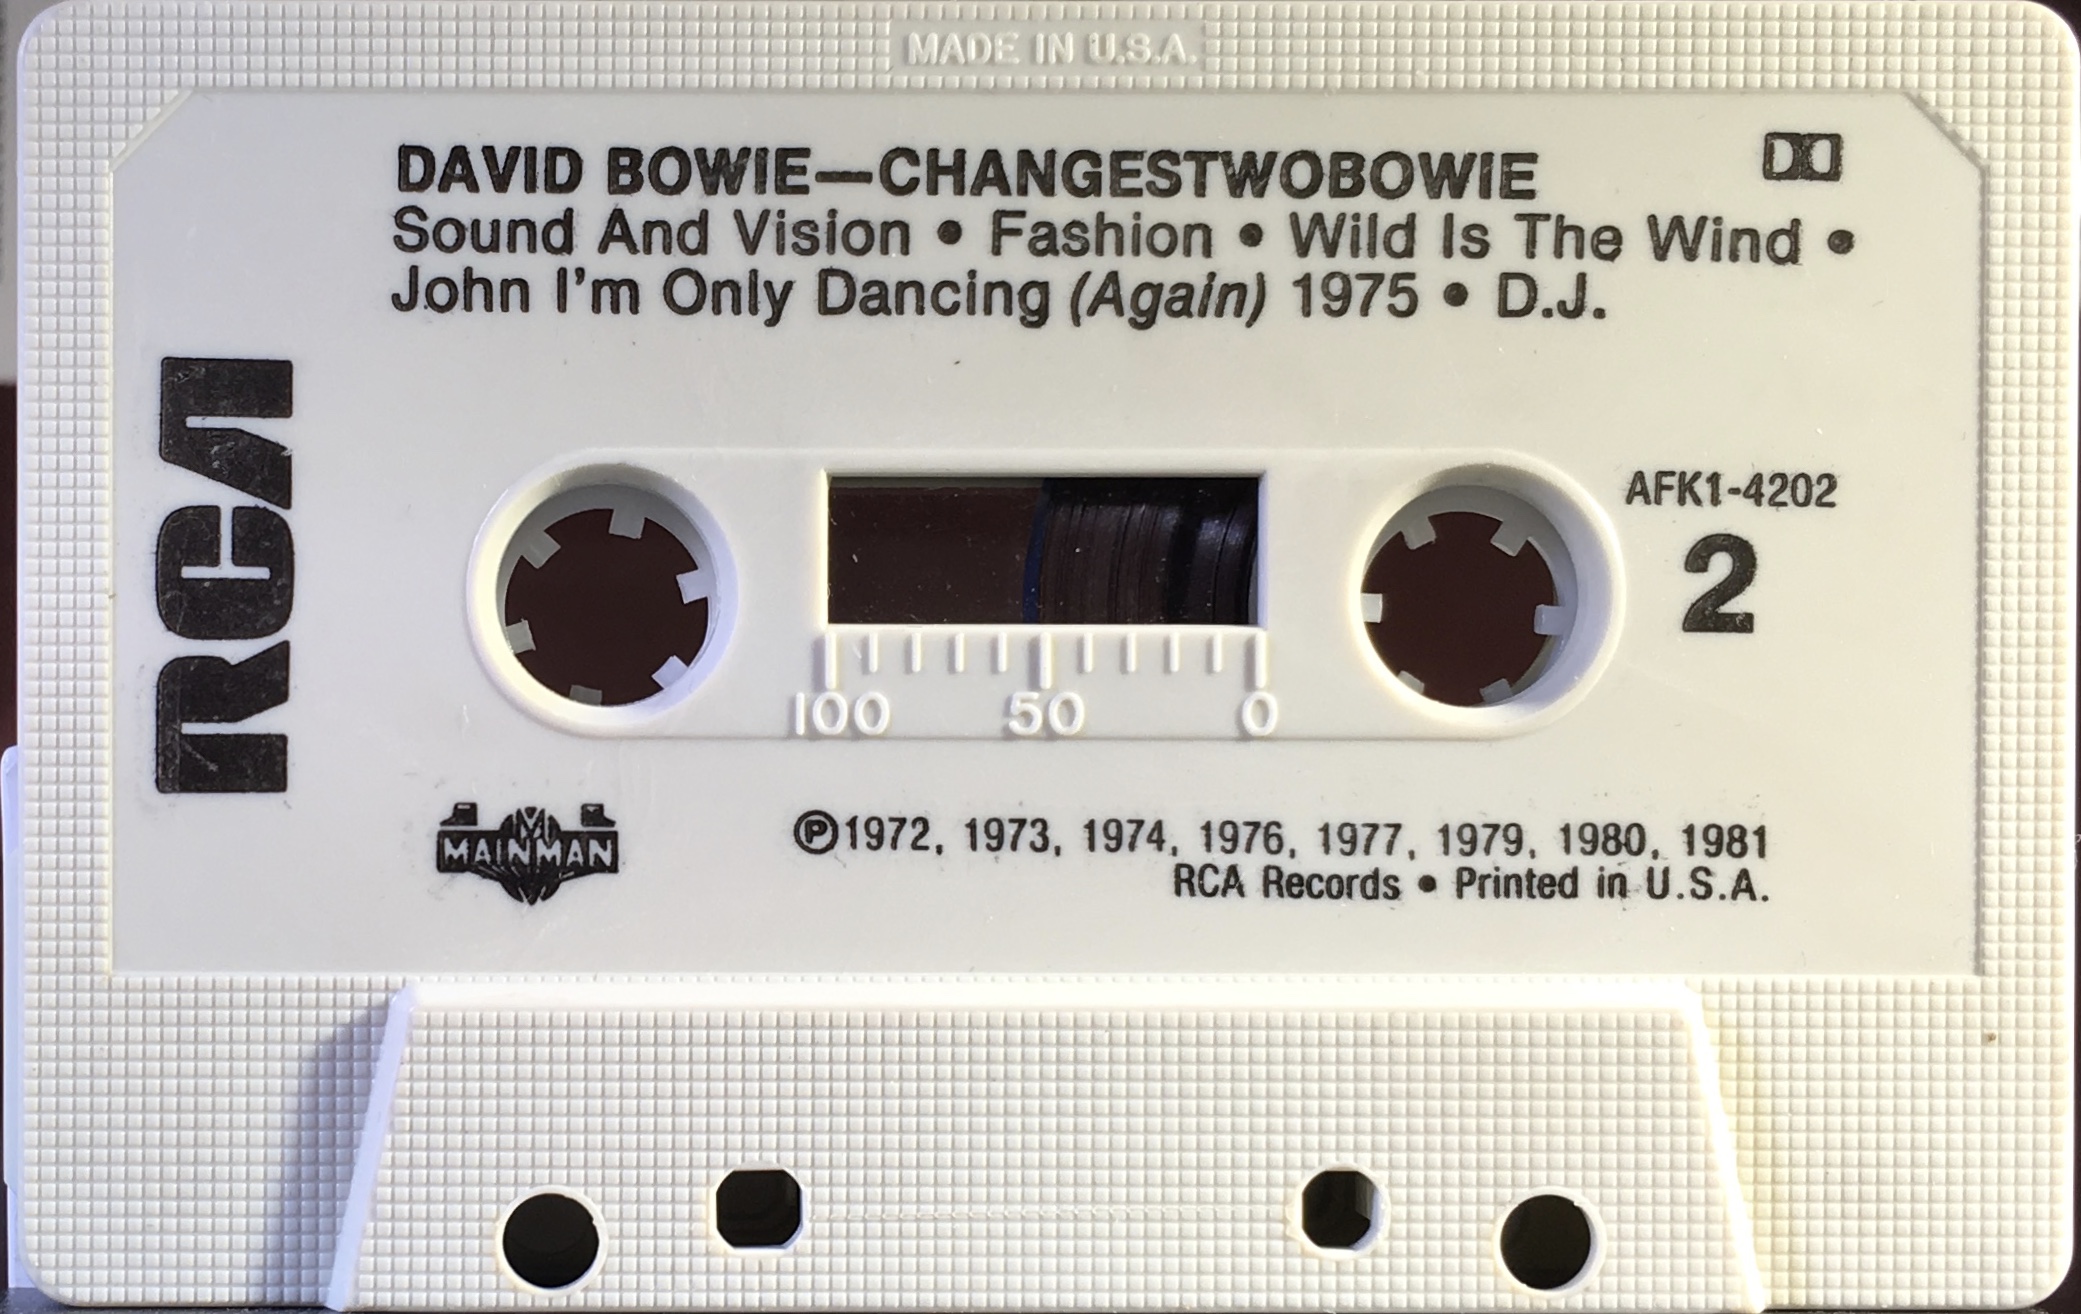 MADE IN U.S.A.
DAVID BOWIE—CHANGESTWOBOWIE
Sound And Vision • Fashion • Wild Is The Wind •
John I'm Only Dancing (Again) 1975 • D.J.
RCA
AFK1-4202
2
100 50 0
MAINMAN
℗1972, 1973, 1974, 1976, 1977, 1979, 1980, 1981
RCA Records • Printed in U.S.A.